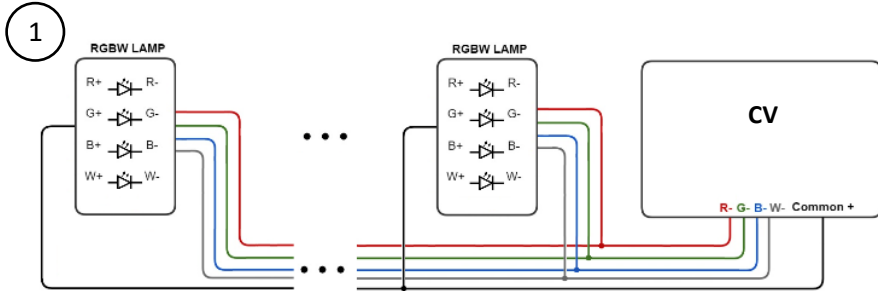 1
RGBW LAMP
R+ R-
G+ G-
B+ B-
W+ W-
RGBW LAMP
R+ R-
G+ G-
B+ B-
W+ W-
CV
R- G- B- W- Common +